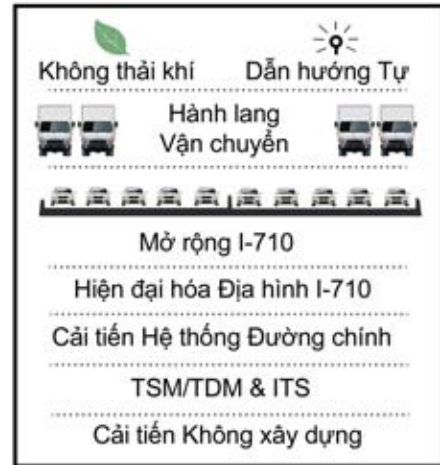 Không thải khí Dẫn hướng Tự
Hành lang
Vận chuyển
Mở rộng I-710
Hiện đại hóa Địa hình I-710
Cải tiến Hệ thống Đường chính
TSM/TDM & ITS
Cải tiến Không xây dựng